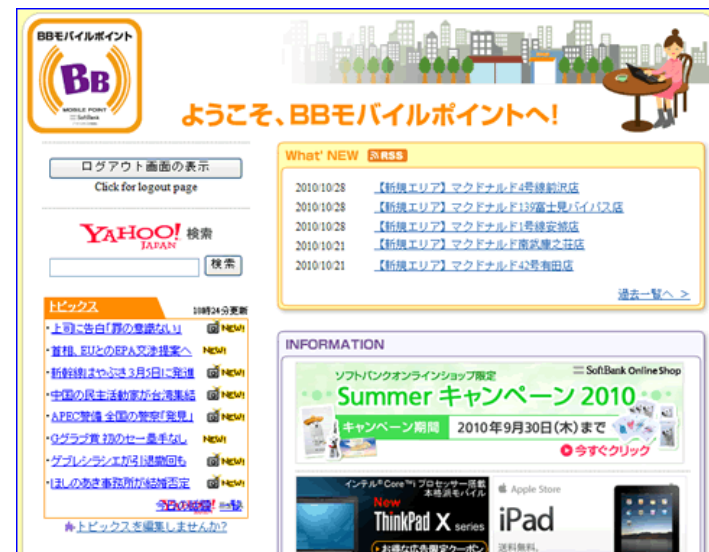 BBモバイルポイント
BB
MOBILE POINT
SoftBank
ようこそ、BBモバイルポイントへ!
ログアウト画面の表示
Click for logout page
YAHOO! 検索
JAPAN
検索
トピックス
10時24分更新
・上司に告白「罪の意識ない」 NEW!
・首相、EUとのEPA交渉提案へ NEW!
・新幹線はやぶさ 3月5日に発進 NEW!
・中国の民主活動家が台湾集結 NEW!
・APEC警備 全国の警察「発見」 NEW!
・Gグラブ賞 初のセ一塁手なし NEW!
・ゲブレシラシエが引退撤回も NEW!
・ほしのあき事務所が結婚否定 NEW!
トピックスを編集しませんか?
What' NEW RSS
2010/10/28 【新規エリア】マクドナルド4号線前沢店
2010/10/28 【新規エリア】マクドナルド139富士見バイパス店
2010/10/28 【新規エリア】マクドナルド1号線安城店
2010/10/21 【新規エリア】マクドナルド南武庫之荘店
2010/10/21 【新規エリア】マクドナルド42号有田店
過去一覧へ >
INFORMATION
ソフトバンクオンラインショップ限定
SoftBank OnlineShop
Summer キャンペーン 2010
キャンペーン期間 2010年9月30日(木)まで
今すぐクリック
インテル® Core™i プロセッサー搭載
本格派モバイル
New
ThinkPad X series
お得な広告限定クーポン
Apple Store
iPad
送料無料。